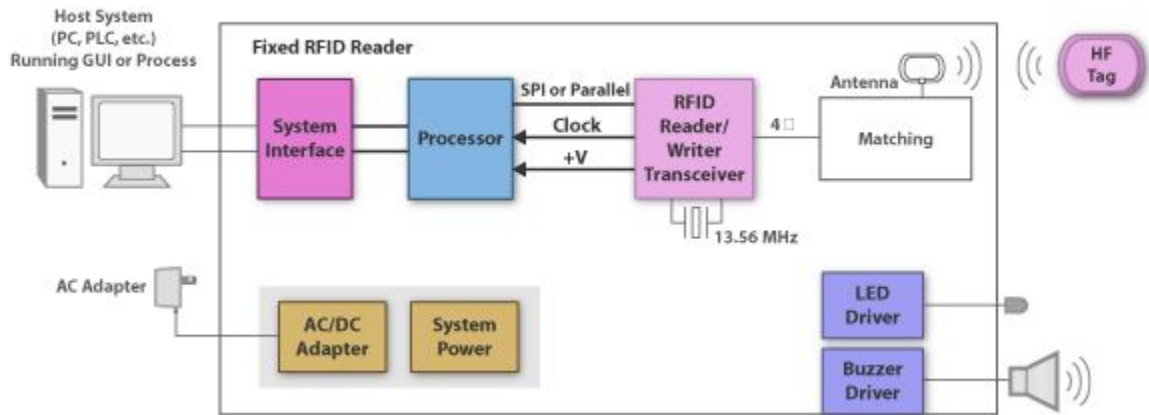 Host System
(PC, PLC, etc.)
Running GUI or Process
Fixed RFID Reader
System
Interface
Processor
SPI or Parallel
Clock
+V
RFID
Reader/
Writer
Transceiver
13.56 MHz
4□
Antenna
Matching
HF
Tag
AC Adapter
AC/DC
Adapter
System
Power
LED
Driver
Buzzer
Driver